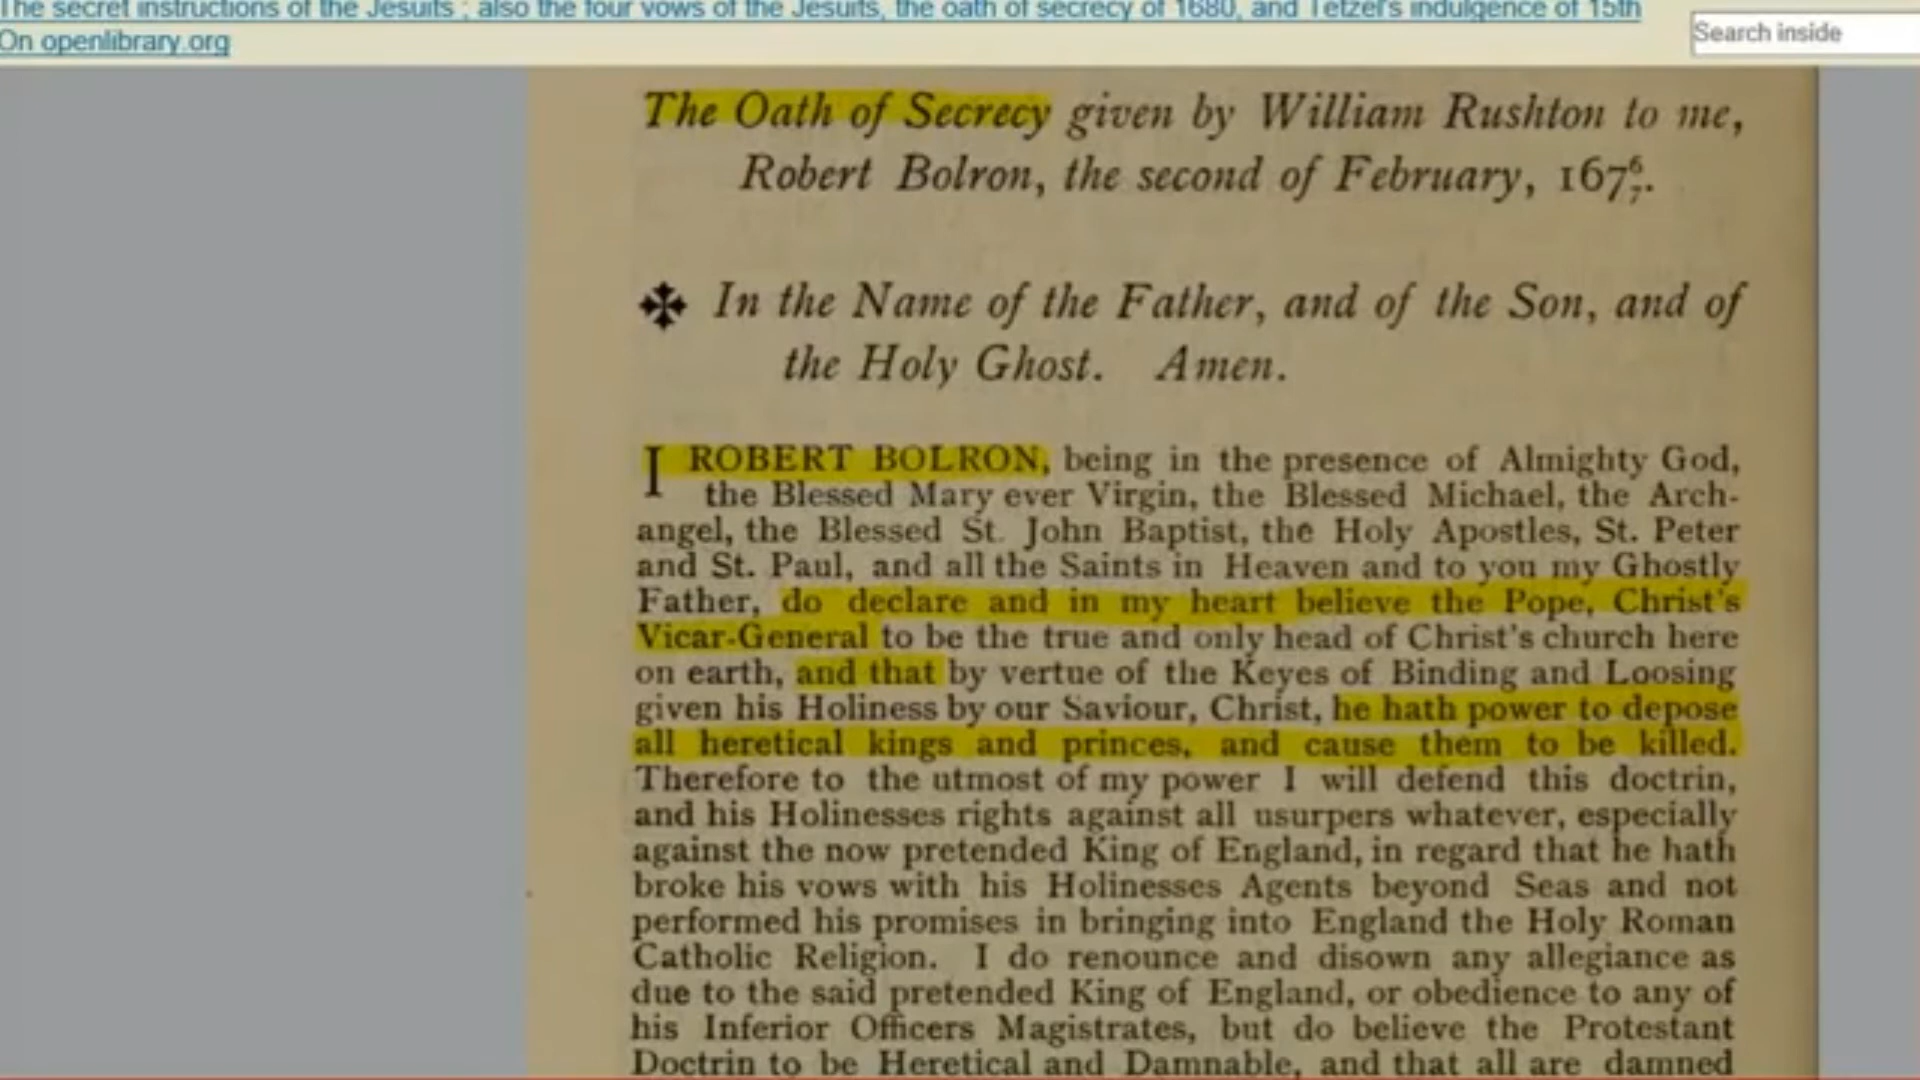 The secret instructions of the Jesuits ; also the four vows of the Jesuits, the oath of secrecy of 1680, and Tetzel's indulgence of 15th
On openlibrary.org
Search inside
The Oath of Secrecy given by William Rushton to me,
Robert Bolron, the second of February, 167 6/7.
✠ In the Name of the Father, and of the Son, and of
the Holy Ghost. Amen.
I ROBERT BOLRON, being in the presence of Almighty God,
the Blessed Mary ever Virgin, the Blessed Michael, the Arch-
angel, the Blessed St. John Baptist, the Holy Apostles, St. Peter
and St. Paul, and all the Saints in Heaven and to you my Ghostly
Father, do declare and in my heart believe the Pope, Christ's
Vicar-General to be the true and only head of Christ's church here
on earth, and that by vertue of the Keyes of Binding and Loosing
given his Holiness by our Saviour, Christ, he hath power to depose
all heretical kings and princes, and cause them to be killed.
Therefore to the utmost of my power I will defend this doctrin,
and his Holinesses rights against all usurpers whatever, especially
against the now pretended King of England, in regard that he hath
broke his vows with his Holinesses Agents beyond Seas and not
performed his promises in bringing into England the Holy Roman
Catholic Religion. I do renounce and disown any allegiance as
due to the said pretended King of England, or obedience to any of
his Inferior Officers Magistrates, but do believe the Protestant
Doctrin to be Heretical and Damnable, and that all are damned